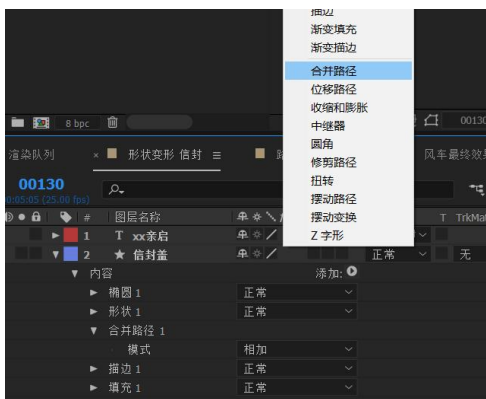 描边
渐变填充
渐变描边
合并路径
位移路径
收缩和膨胀
中继器
圆角
修剪路径
扭转
摆动路径
摆动变换
Z 字形
8 bpc
00130
渲染队列
× 形状变形 信封 ≡
风车最终效
00130
0:05:05 (25.00 fps)
# 图层名称
T TrkMa
1 T xx亲启
2 ★ 信封盖 正常 无
内容 添加:
椭圆 1 正常
形状 1 正常
合并路径 1
模式 相加
描边 1 正常
填充 1 正常